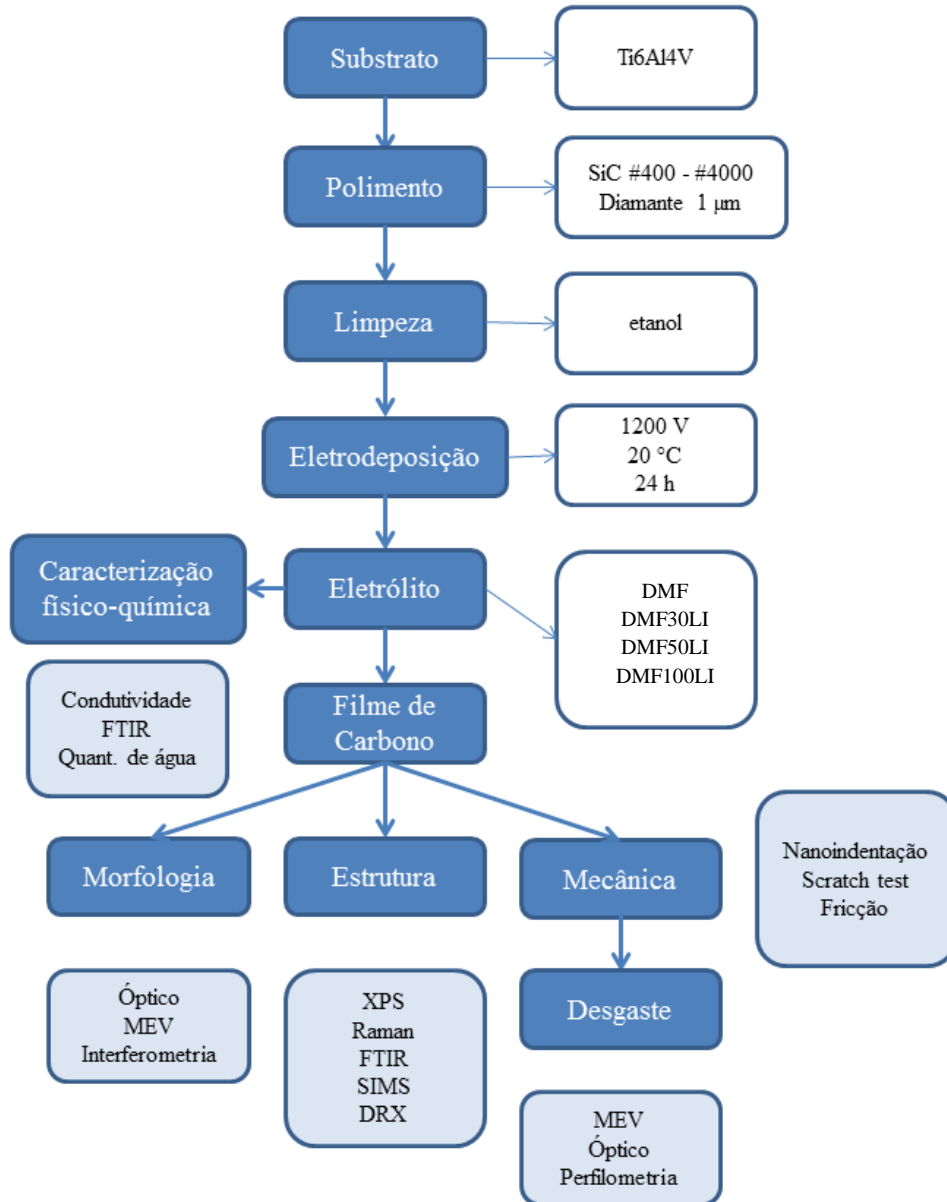 Substrato
Ti6Al4V
Polimento
SiC #400 - #4000
Diamante 1 μm
Limpeza
etanol
Eletrodeposição
1200 V
20 °C
24 h
Caracterização
físico-química
Eletrólito
DMF
DMF30LI
DMF50LI
DMF100LI
Condutividade
FTIR
Quant. de água
Filme de
Carbono
Morfologia
Estrutura
Mecânica
Nanoindentação
Scratch test
Fricção
Óptico
MEV
Interferometria
XPS
Raman
FTIR
SIMS
DRX
Desgaste
MEV
Óptico
Perfilometria